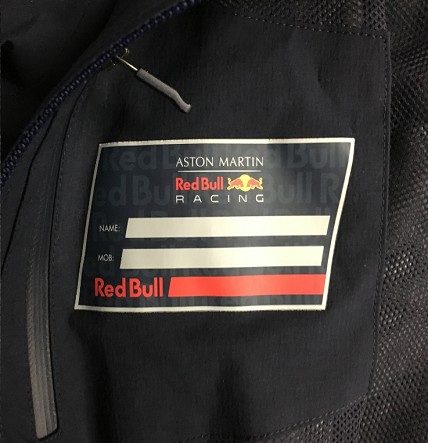 ASTON MARTIN
Red Bull
RACING
NAME:
MOB:
Red Bull